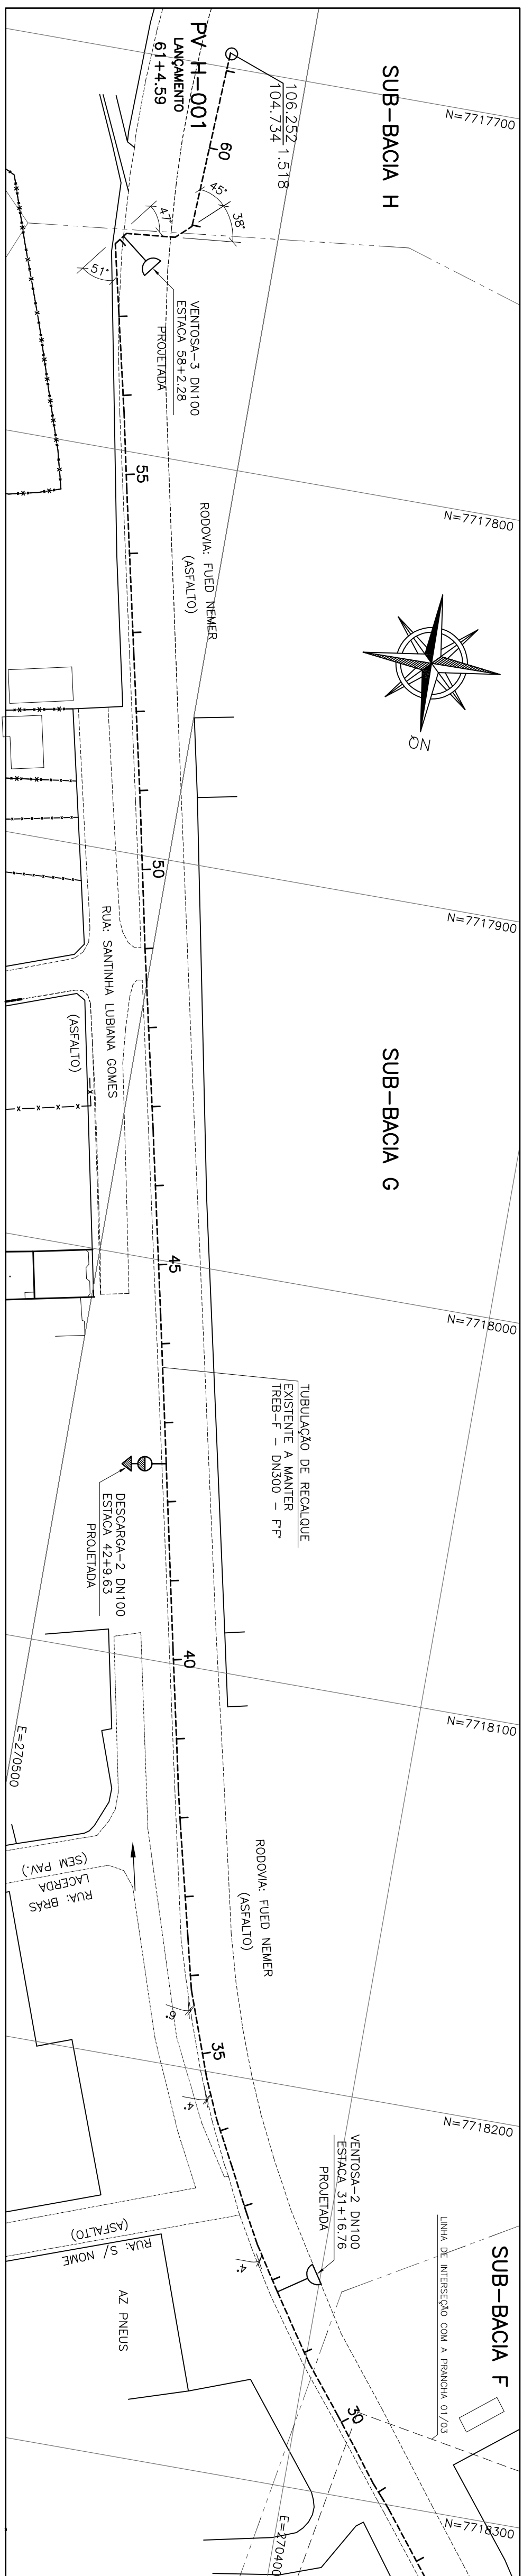 SUB-BACIA H
N=7717700
106.252
104.734
1.518
PV H-001
LANÇAMENTO
61+4.59
60
45°
38°
47°
51°
VENTOSA-3 DN100
ESTACA 58+2.28
PROJETADA
55
N=7717800
RODOVIA: FUED NEMER
(ASFALTO)
NQ
50
N=7717900
RUA: SANTINHA LUBIANA GOMES
(ASFALTO)
SUB-BACIA G
45
N=7718000
TUBULAÇÃO DE RECALQUE
EXISTENTE A MANTER
TREB-F - DN300 - FºFº
DESCARGA-2 DN100
ESTACA 42+9.63
PROJETADA
40
N=7718100
E=270500
RUA: BRAS
LACERDA
(SEM PAV.)
RODOVIA: FUED NEMER
(ASFALTO)
6°
35
4°
N=7718200
VENTOSA-2 DN100
ESTACA 31+16.76
PROJETADA
4°
RUA: S/ NOME
(ASFALTO)
AZ PNEUS
LINHA DE INTERSEÇÃO COM A PRANCHA 01/03
SUB-BACIA F
30
E=270400
N=7718300